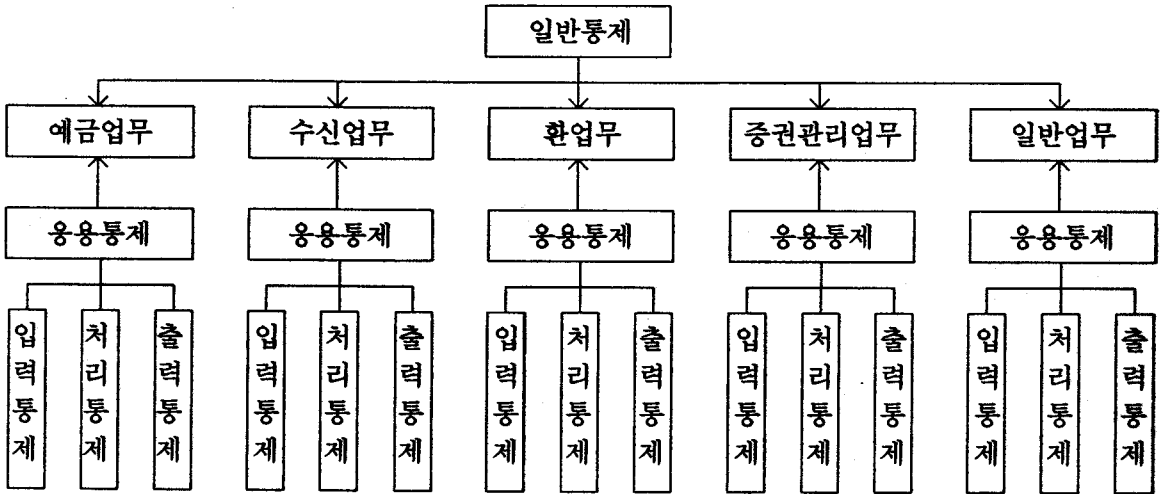 일반통제
예금업무 수신업무 환업무 증권관리업무 일반업무
응용통제 응용통제 응용통제 응용통제 응용통제
입력통제 처리통제 출력통제 입력통제 처리통제 출력통제 입력통제 처리통제 출력통제 입력통제 처리통제 출력통제 입력통제 처리통제 출력통제